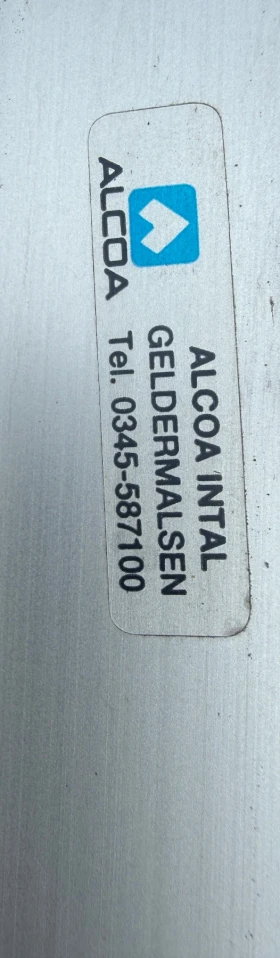 ALCOA
ALCOA INTAL
GELDERMALSEN
Tel. 0345-587100